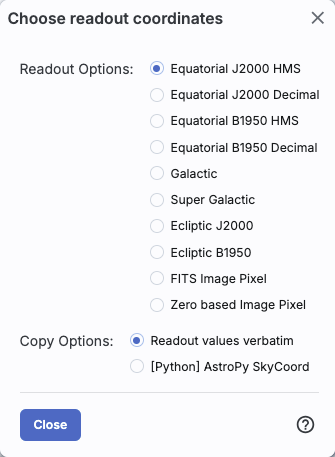 Choose readout coordinates
Readout Options:
Equatorial J2000 HMS
Equatorial J2000 Decimal
Equatorial B1950 HMS
Equatorial B1950 Decimal
Galactic
Super Galactic
Ecliptic J2000
Ecliptic B1950
FITS Image Pixel
Zero based Image Pixel
Copy Options:
Readout values verbatim
[Python] AstroPy SkyCoord
Close